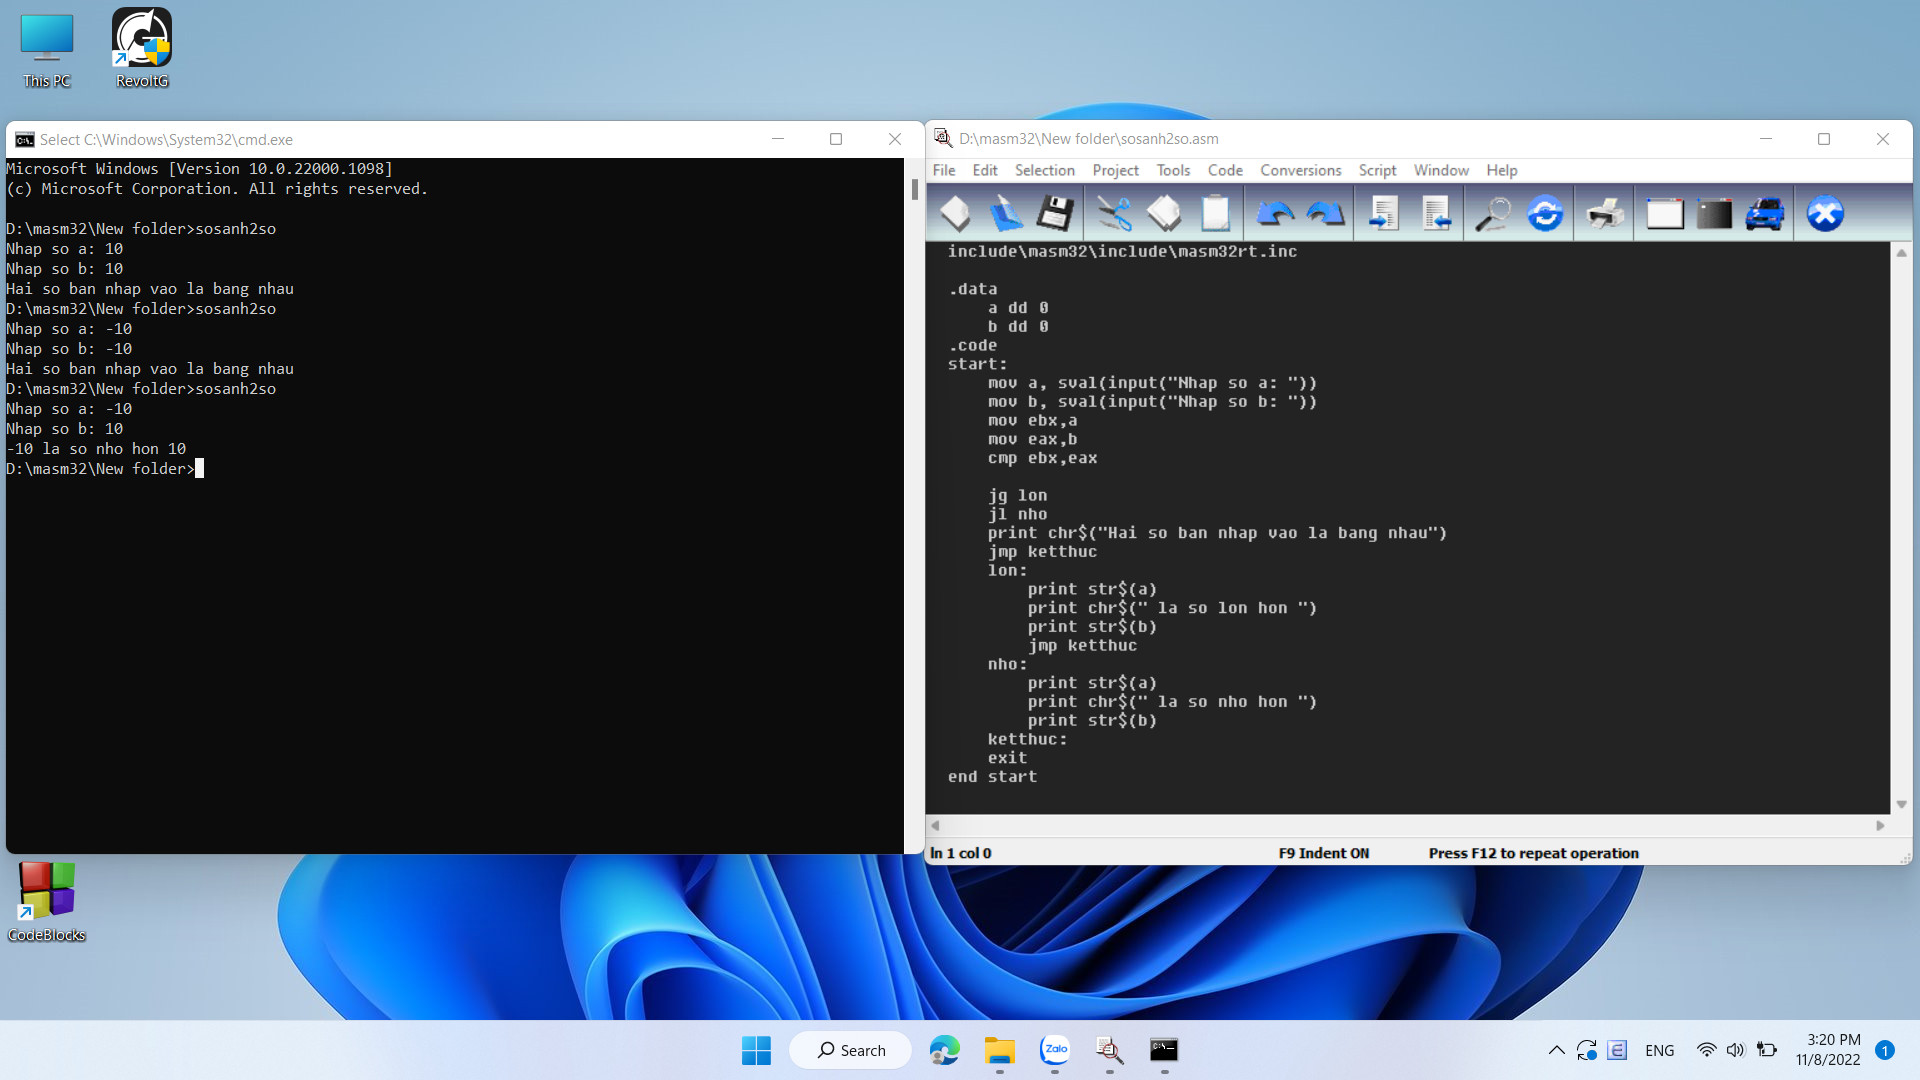 This PC
RevoltG
Select C:\Windows\System32\cmd.exe
Microsoft Windows [Version 10.0.22000.1098]
(c) Microsoft Corporation. All rights reserved.
D:\masm32\New folder>sosanh2so
Nhap so a: 10
Nhap so b: 10
Hai so ban nhap vao la bang nhau
D:\masm32\New folder>sosanh2so
Nhap so a: -10
Nhap so b: -10
Hai so ban nhap vao la bang nhau
D:\masm32\New folder>sosanh2so
Nhap so a: -10
Nhap so b: 10
-10 la so nho hon 10
D:\masm32\New folder>
D:\masm32\New folder\sosanh2so.asm
File Edit Selection Project Tools Code Conversions Script Window Help
include\masm32\include\masm32rt.inc
.data
a dd 0
b dd 0
.code
start:
mov a, sval(input("Nhap so a: "))
mov b, sval(input("Nhap so b: "))
mov ebx,a
mov eax,b
cmp ebx,eax
jg lon
jl nho
print chr$("Hai so ban nhap vao la bang nhau")
jmp ketthuc
lon:
print str$(a)
print chr$(" la so lon hon ")
print str$(b)
jmp ketthuc
nho:
print str$(a)
print chr$(" la so nho hon ")
print str$(b)
ketthuc:
exit
end start
ln 1 col 0 F9 Indent ON Press F12 to repeat operation
CodeBlocks
Search
Zalo
ENG
3:20 PM
11/8/2022
1